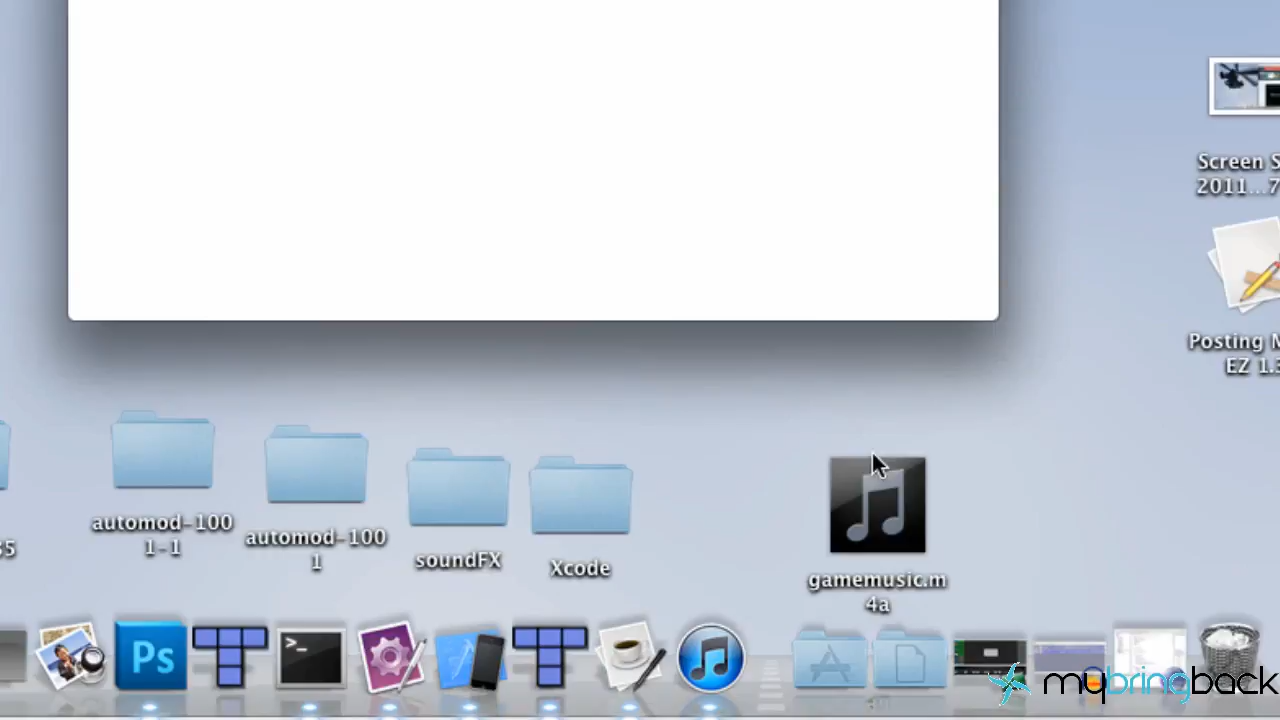 Screen S
2011...7
Posting M
EZ 1.3
35
automod-100
1-1
automod-100
1
soundFX
Xcode
gamemusic.m
4a
Ps
>_
mybringback